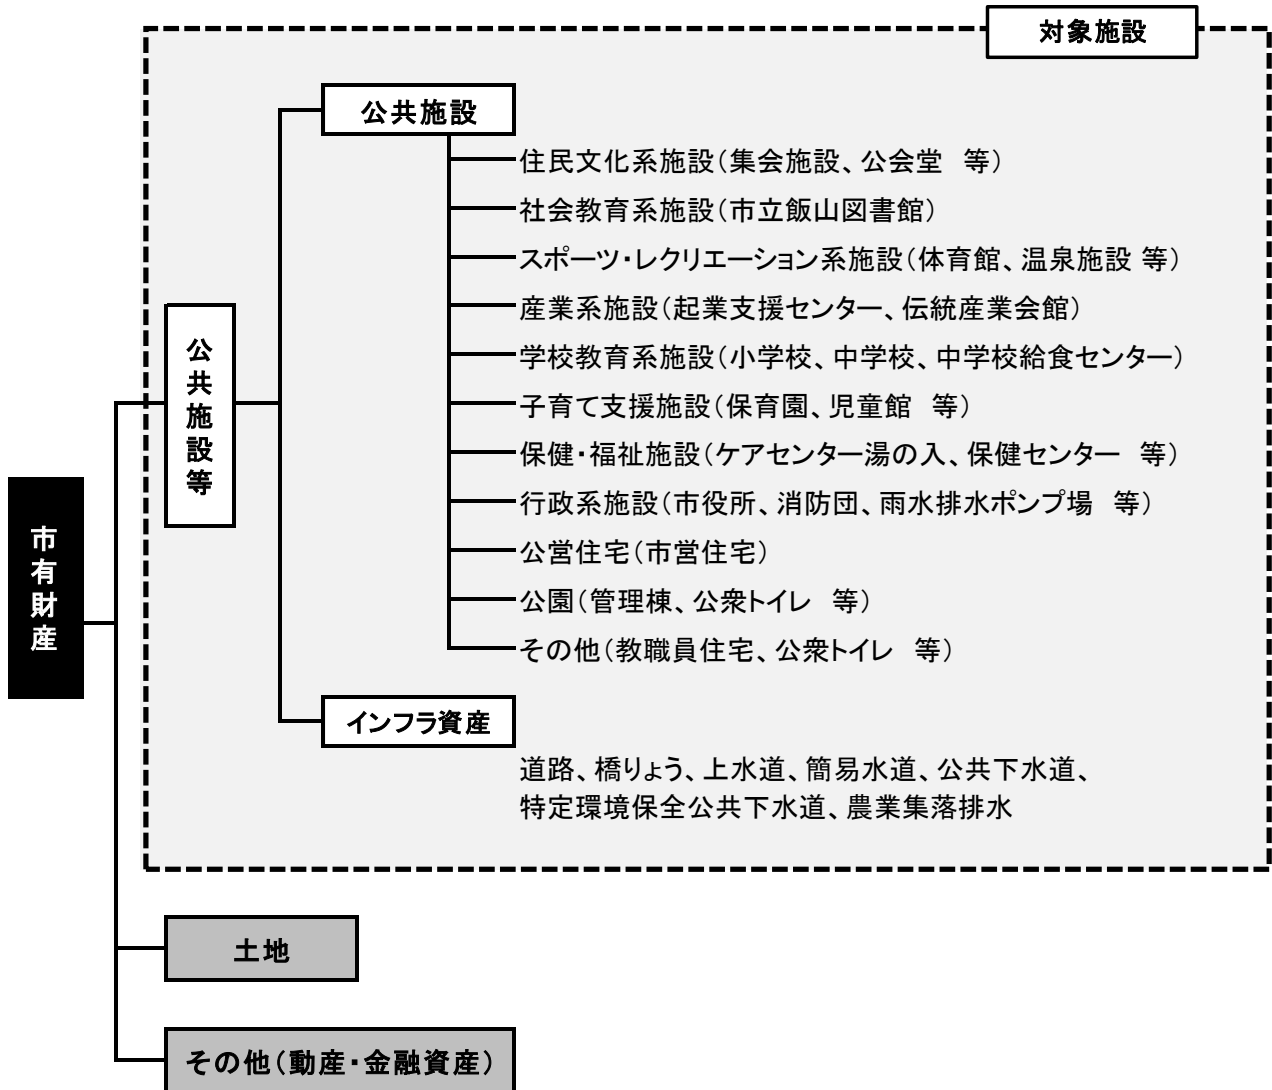 対象施設
公共施設
住民文化系施設（集会施設、公会堂　等）
社会教育系施設（市立飯山図書館）
スポーツ・レクリエーション系施設（体育館、温泉施設 等）
産業系施設（起業支援センター、伝統産業会館）
学校教育系施設（小学校、中学校、中学校給食センター）
子育て支援施設（保育園、児童館　等）
保健・福祉施設（ケアセンター湯の入、保健センター　等）
行政系施設（市役所、消防団、雨水排水ポンプ場　等）
公営住宅（市営住宅）
公園（管理棟、公衆トイレ　等）
その他（教職員住宅、公衆トイレ　等）
公共施設等
市有財産
インフラ資産
道路、橋りょう、上水道、簡易水道、公共下水道、
特定環境保全公共下水道、農業集落排水
土地
その他（動産・金融資産）